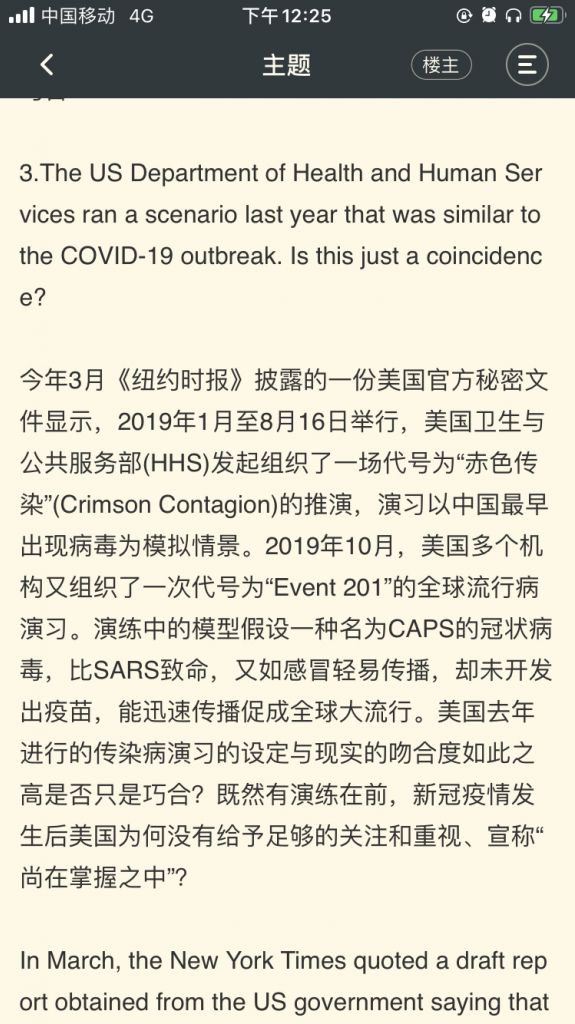 中国移动 4G 下午12:25
主题 楼主
3.The US Department of Health and Human Ser
vices ran a scenario last year that was similar to
the COVID-19 outbreak. Is this just a coincidenc
e?
今年3月《纽约时报》披露的一份美国官方秘密文
件显示，2019年1月至8月16日举行，美国卫生与
公共服务部(HHS)发起组织了一场代号为“赤色传
染”(Crimson Contagion)的推演，演习以中国最早
出现病毒为模拟情景。2019年10月，美国多个机
构又组织了一次代号为“Event 201”的全球流行病
演习。演练中的模型假设一种名为CAPS的冠状病
毒，比SARS致命，又如感冒轻易传播，却未开发
出疫苗，能迅速传播促成全球大流行。美国去年
进行的传染病演习的设定与现实的吻合度如此之
高是否只是巧合？既然有演练在前，新冠疫情发
生后美国为何没有给予足够的关注和重视、宣称“
尚在掌握之中”?
In March, the New York Times quoted a draft rep
ort obtained from the US government saying that